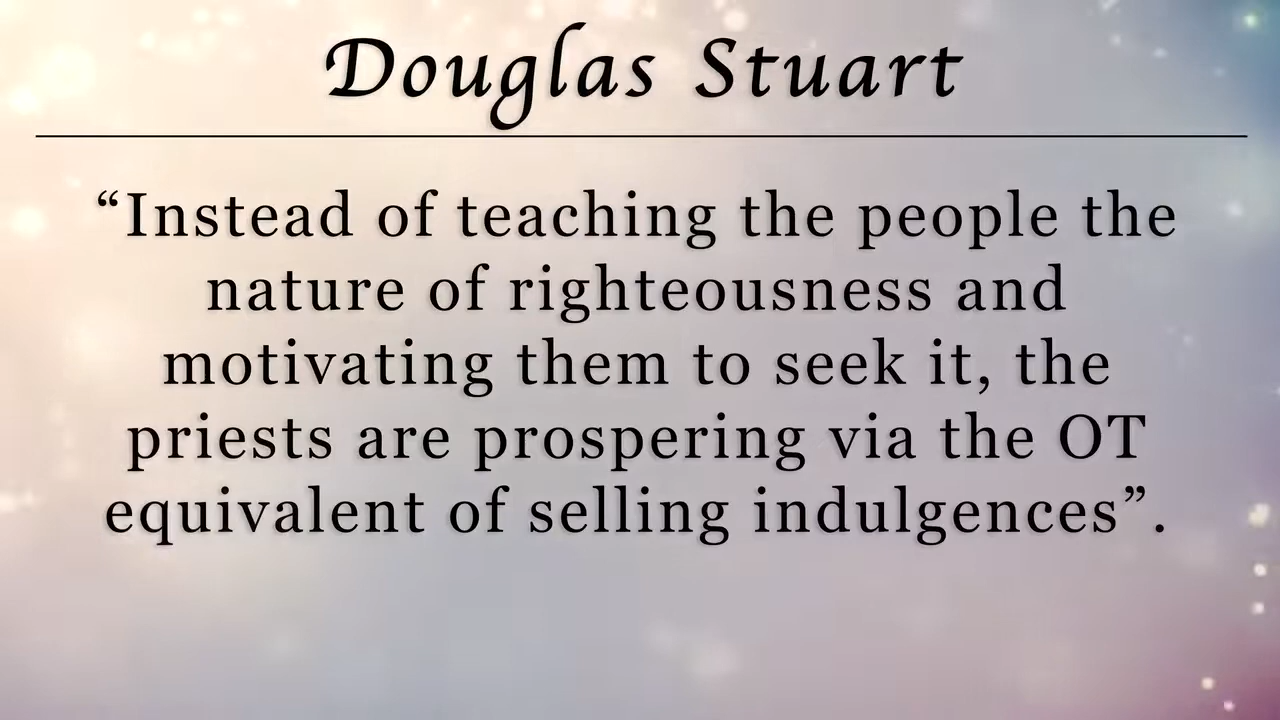 Douglas Stuart
“Instead of teaching the people the
nature of righteousness and
motivating them to seek it, the
priests are prospering via the OT
equivalent of selling indulgences”.